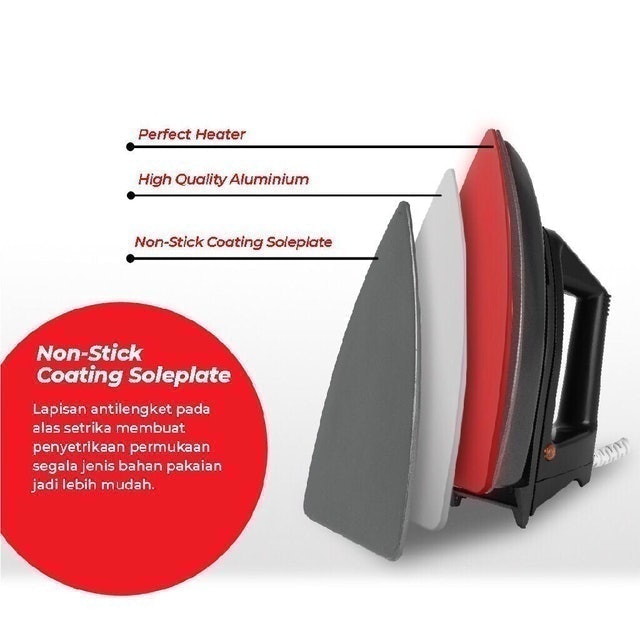 Perfect Heater
High Quality Aluminium
Non-Stick Coating Soleplate
Non-Stick
Coating Soleplate
Lapisan antilengket pada
alas setrika membuat
penyetrikaan permukaan
segala jenis bahan pakaian
jadi lebih mudah.